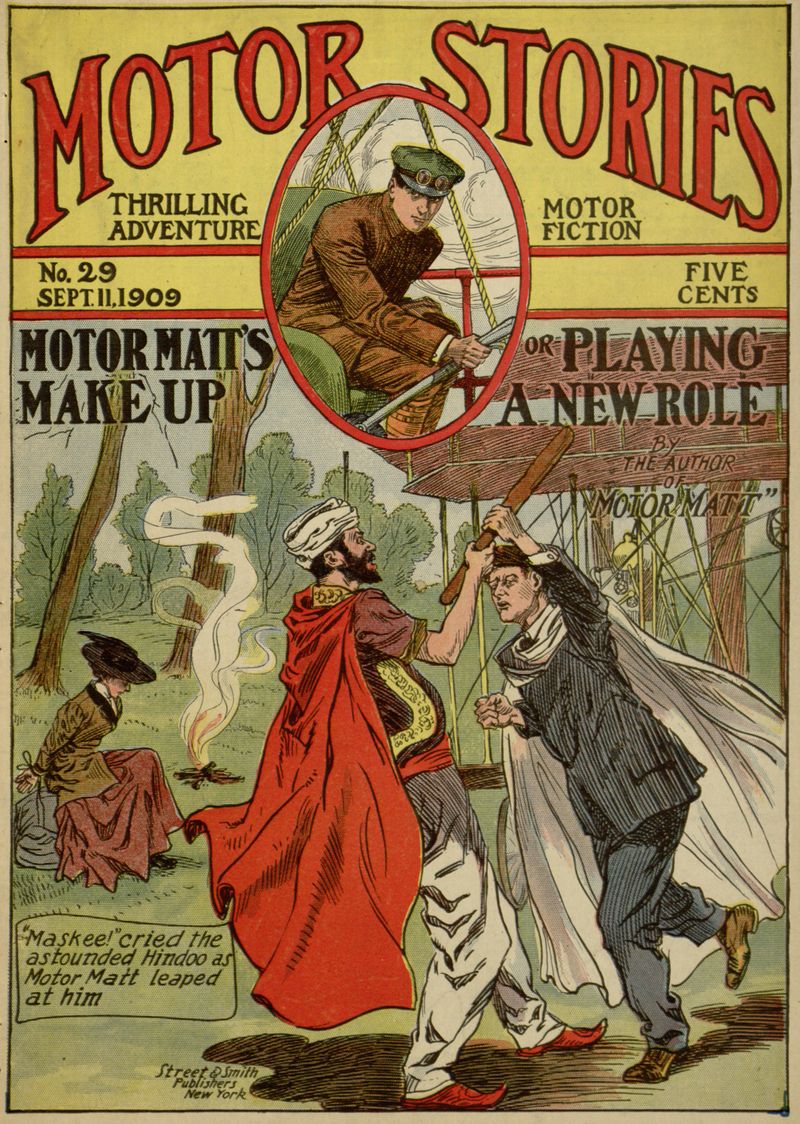 MOTOR STORIES
THRILLING
ADVENTURE
MOTOR
FICTION
No. 29
SEPT. 11, 1909
FIVE
CENTS
MOTOR MATT'S
MAKE UP
OR PLAYING
A NEW ROLE
BY
THE AUTHOR
OF
"MOTOR MATT"
"Maskee!" cried the
astounded Hindoo as
Motor Matt leaped
at him
Street & Smith
Publishers
New York